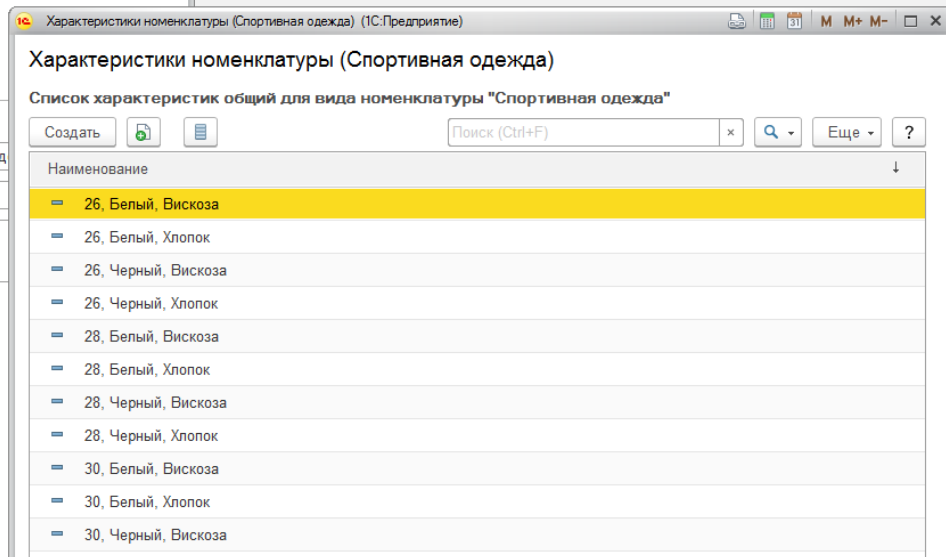 1С Характеристики номенклатуры (Спортивная одежда) (1С:Предприятие) 31 M M+ M-
Характеристики номенклатуры (Спортивная одежда)
Список характеристик общий для вида номенклатуры "Спортивная одежда"
Создать Поиск (Ctrl+F) × Еще ?
Наименование ↓
26, Белый, Вискоза
26, Белый, Хлопок
26, Черный, Вискоза
26, Черный, Хлопок
28, Белый, Вискоза
28, Белый, Хлопок
28, Черный, Вискоза
28, Черный, Хлопок
30, Белый, Вискоза
30, Белый, Хлопок
30, Черный, Вискоза